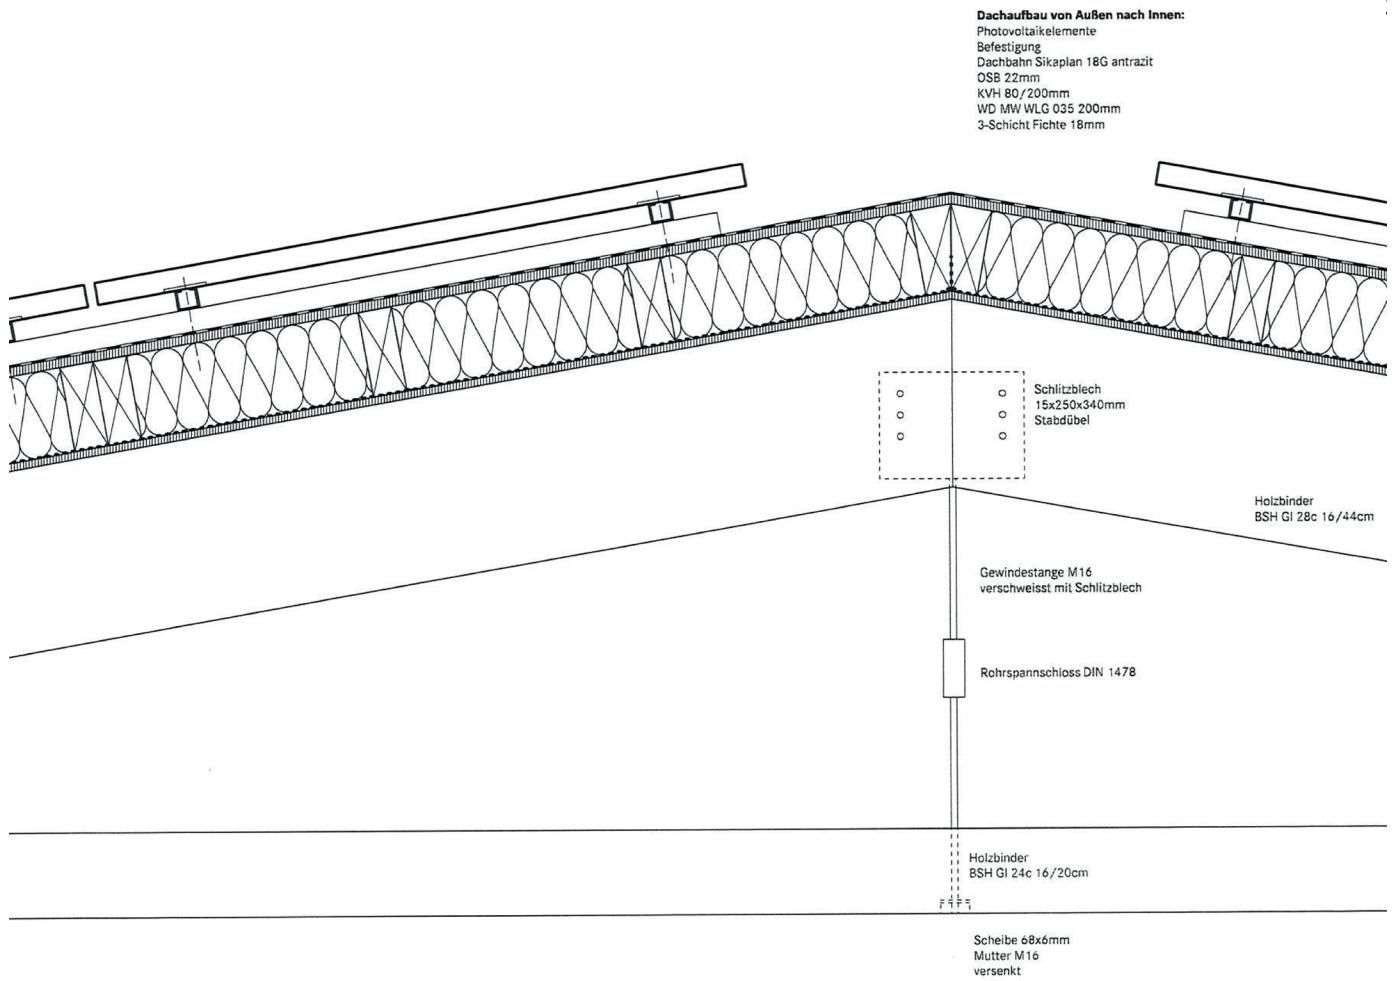 Dachaufbau von Außen nach Innen:
Photovoltaikelemente
Befestigung
Dachbahn Sikaplan 18G antrazit
OSB 22mm
KVH 80/200mm
WD MW WLG 035 200mm
3-Schicht Fichte 18mm
Schlitzblech
15x250x340mm
Stabdübel
Holzbinder
BSH Gl 28c 16/44cm
Gewindestange M16
verschweisst mit Schlitzblech
Rohrspannschloss DIN 1478
Holzbinder
BSH Gl 24c 16/20cm
Scheibe 68x6mm
Mutter M16
versenkt